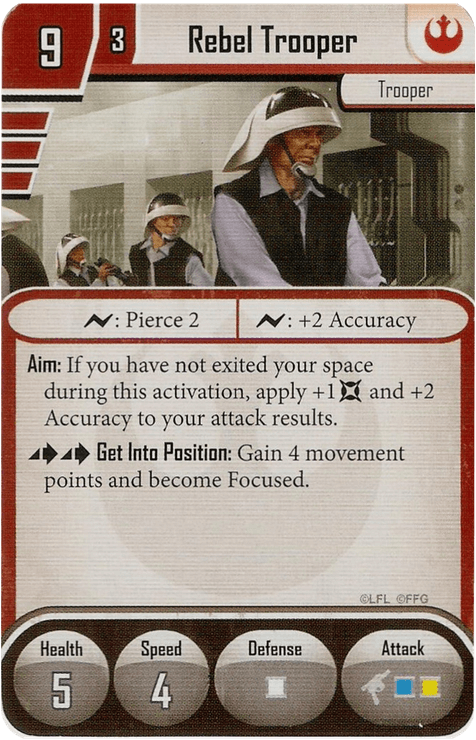 9
3
Rebel Trooper
Trooper
: Pierce 2
: +2 Accuracy
Aim: If you have not exited your space
during this activation, apply +1 and +2
Accuracy to your attack results.
Get Into Position: Gain 4 movement
points and become Focused.
©LFL ©FFG
Health
5
Speed
4
Defense
Attack